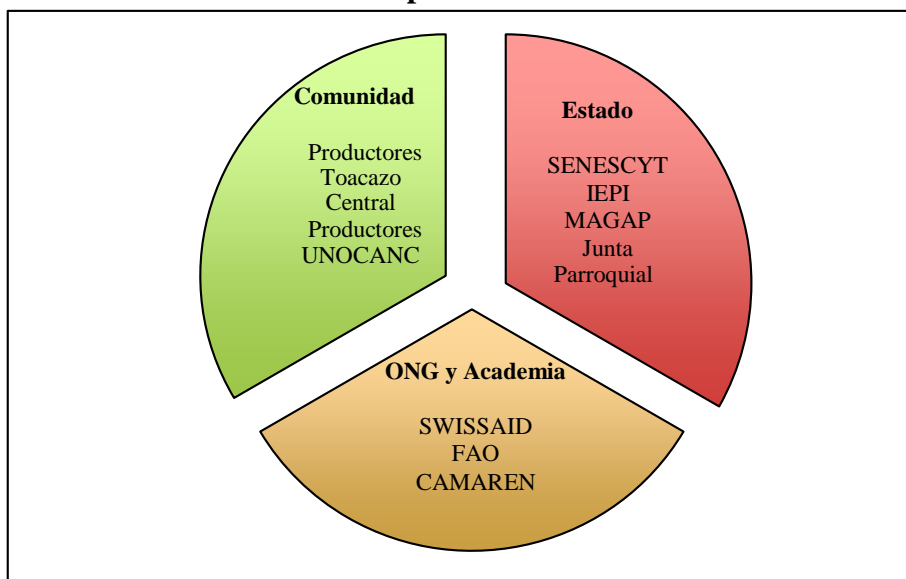 Comunidad
Productores
Toacazo
Central
Productores
UNOCANC
Estado
SENESCYT
IEPI
MAGAP
Junta
Parroquial
ONG y Academia
SWISSAID
FAO
CAMAREN